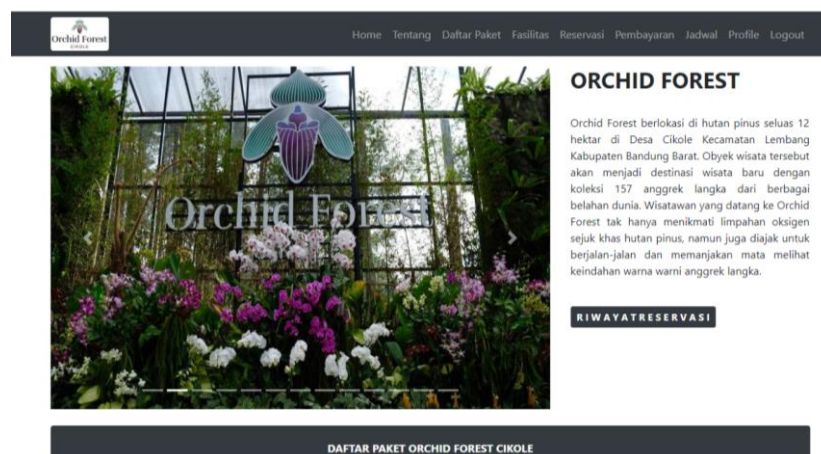 Orchid Forest
CIKOLE
Home Tentang Daftar Paket Fasilitas Reservasi Pembayaran Jadwal Profile Logout
Orchid Forest
ORCHID FOREST
Orchid Forest berlokasi di hutan pinus seluas 12
hektar di Desa Cikole Kecamatan Lembang
Kabupaten Bandung Barat. Obyek wisata tersebut
akan menjadi destinasi wisata baru dengan
koleksi 157 anggrek langka dari berbagai
belahan dunia. Wisatawan yang datang ke Orchid
Forest tak hanya menikmati limpahan oksigen
sejuk khas hutan pinus, namun juga diajak untuk
berjalan-jalan dan memanjakan mata melihat
keindahan warna warni anggrek langka.
RIWAYATRESERVASI
DAFTAR PAKET ORCHID FOREST CIKOLE